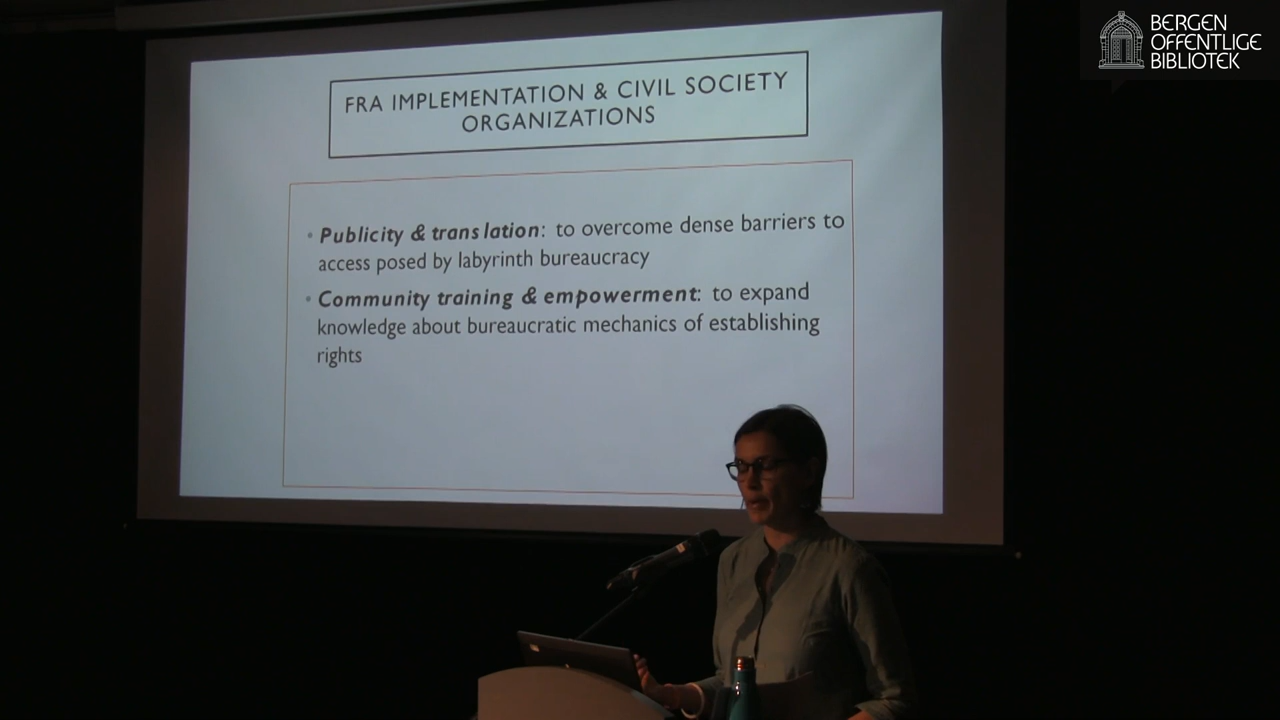 BERGEN
OFFENTLIGE
BIBLIOTEK
FRA IMPLEMENTATION & CIVIL SOCIETY
ORGANIZATIONS
• Publicity & translation: to overcome dense barriers to
access posed by labyrinth bureaucracy
• Community training & empowerment: to expand
knowledge about bureaucratic mechanics of establishing
rights